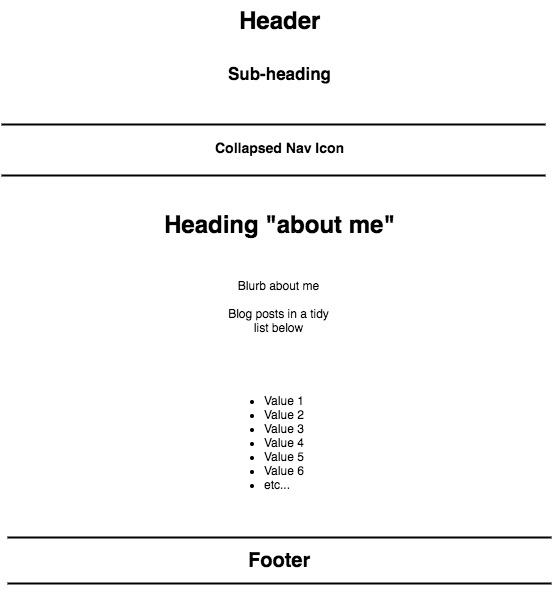 Header
Sub-heading
Collapsed Nav Icon
Heading "about me"
Blurb about me
Blog posts in a tidy
list below
• Value 1
• Value 2
• Value 3
• Value 4
• Value 5
• Value 6
• etc...
Footer